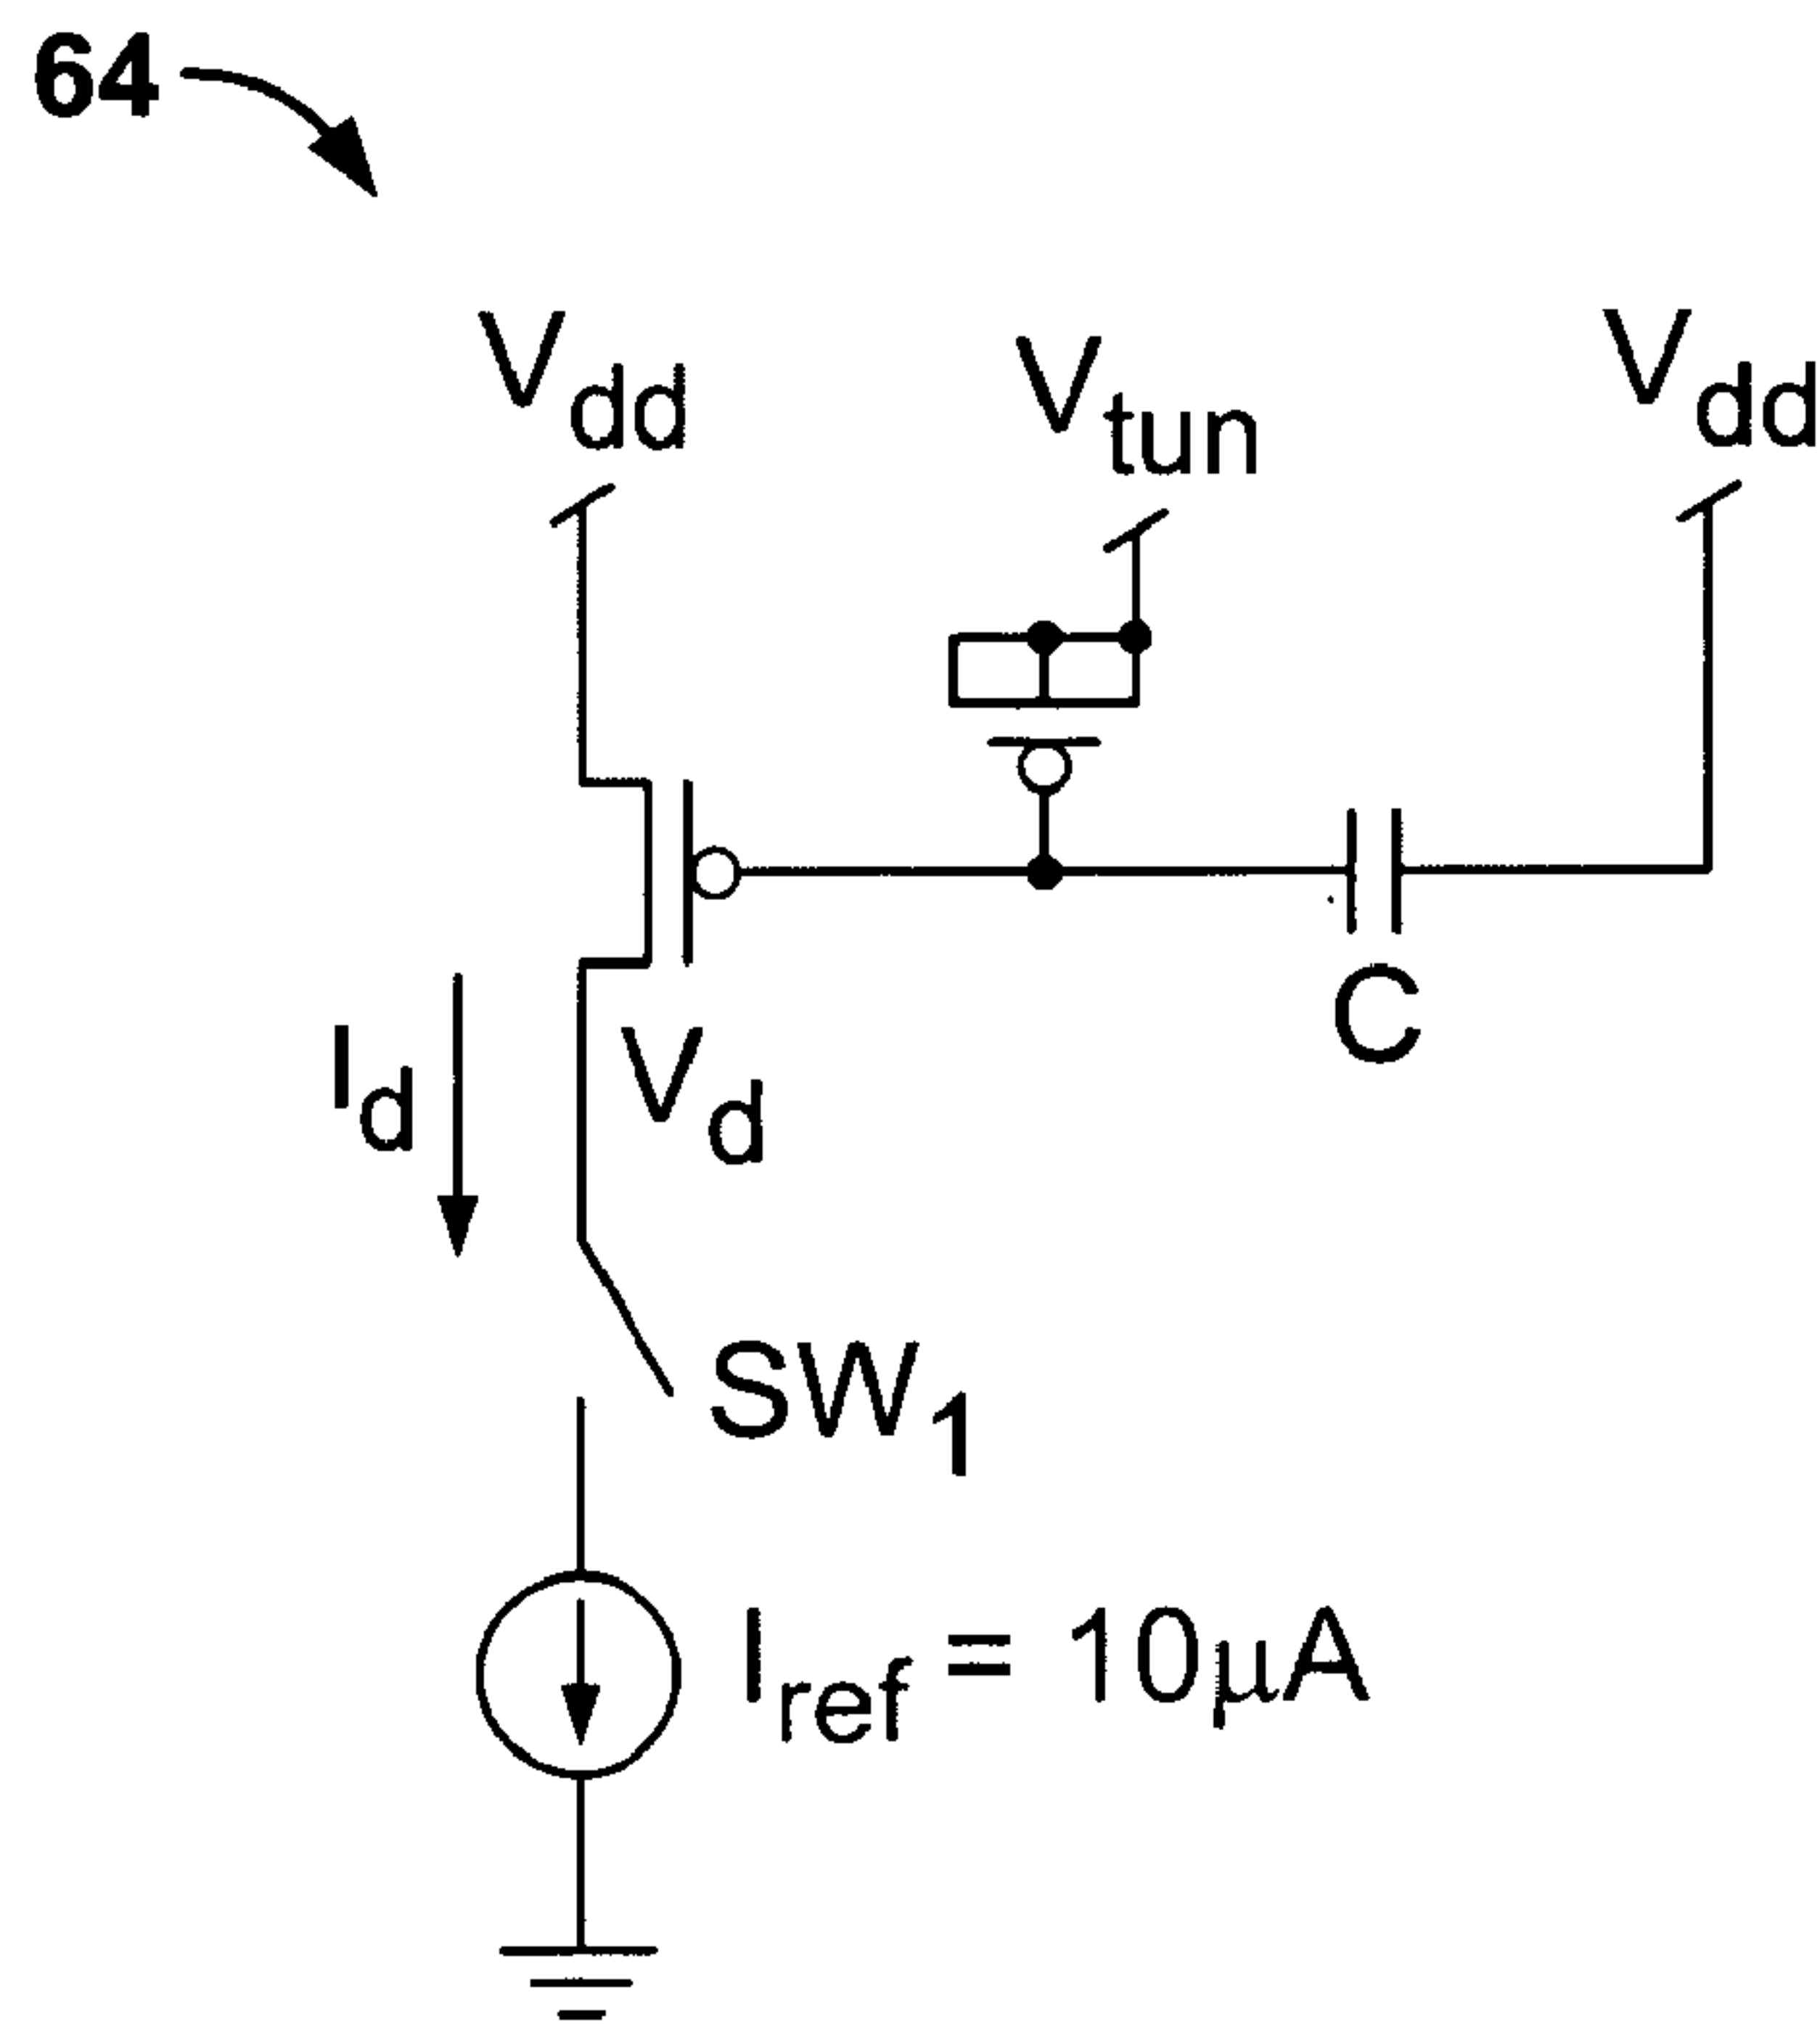 64
Vdd
Vtun
Vdd
Id
Vd
C
SW1
Iref = 10µA